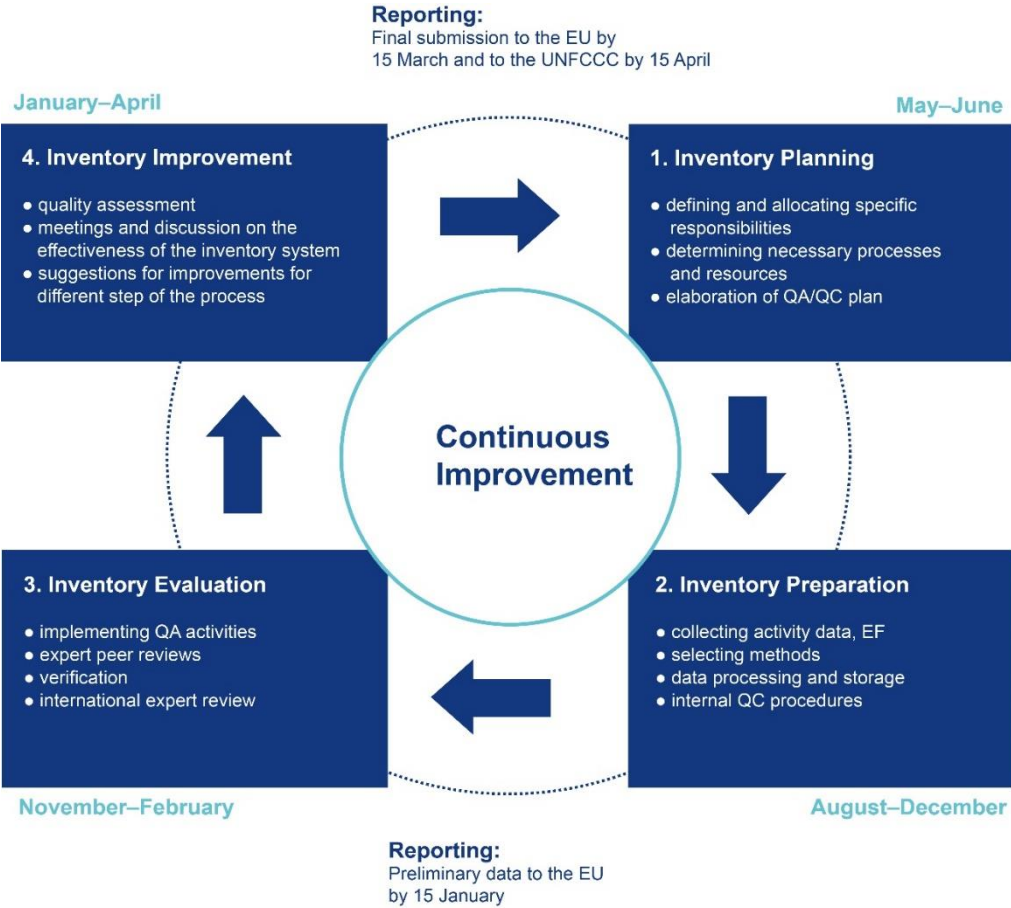 Reporting:
Final submission to the EU by
15 March and to the UNFCCC by 15 April
January–April
4. Inventory Improvement
● quality assessment
● meetings and discussion on the
effectiveness of the inventory system
● suggestions for improvements for
different step of the process
May–June
1. Inventory Planning
● defining and allocating specific
responsibilities
● determining necessary processes
and resources
● elaboration of QA/QC plan
Continuous
Improvement
3. Inventory Evaluation
● implementing QA activities
● expert peer reviews
● verification
● international expert review
November–February
2. Inventory Preparation
● collecting activity data, EF
● selecting methods
● data processing and storage
● internal QC procedures
August–December
Reporting:
Preliminary data to the EU
by 15 January